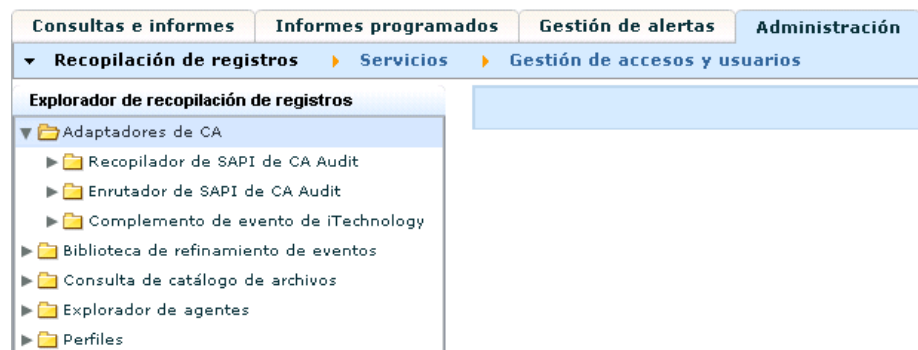 Consultas e informes Informes programados Gestión de alertas Administración
Recopilación de registros Servicios Gestión de accesos y usuarios
Explorador de recopilación de registros
Adaptadores de CA
Recopilador de SAPI de CA Audit
Enrutador de SAPI de CA Audit
Complemento de evento de iTechnology
Biblioteca de refinamiento de eventos
Consulta de catálogo de archivos
Explorador de agentes
Perfiles